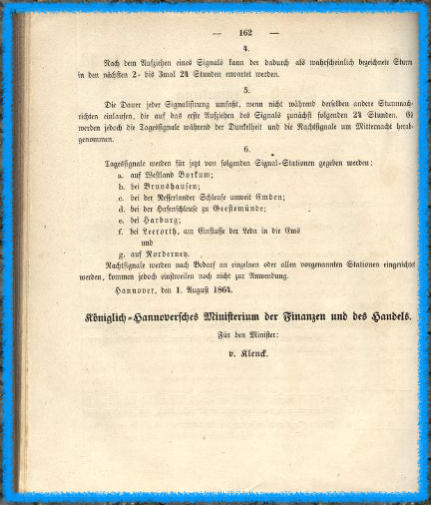 — 162 —
4.
Nach dem Aufziehen eines Signals kann der dadurch als wahrscheinlich bezeichnete Sturm
in den nächsten 2- bis 3mal 24 Stunden erwartet werden.
5.
Die Dauer jeder Signalisirung umfaßt, wenn nicht während derselben andere Sturmnach-
richten einlaufen, die auf das erste Aufziehen des Signals zunächst folgenden 24 Stunden. Es
werden jedoch die Tagessignale während der Dunkelheit und die Nachtsignale um Mitternacht herab-
genommen.
6.
Tagessignale werden für jetzt von folgenden Signal-Stationen gegeben werden:
a. auf Westland Borkum;
b. bei Brunshausen;
c. bei der Nesserlander Schleuse unweit Emden;
d. bei der Hafenschleuse zu Geestemünde;
e. bei Harburg;
f. bei Leerorth, am Einflusse der Leda in die Ems
und
g. auf Norderney.
Nachtsignale werden nach Bedarf an einzelnen oder allen vorgenannten Stationen eingerichtet
werden, kommen jedoch einstweilen noch nicht zur Anwendung.
Hannover, den 1. August 1864.
Königlich-Hannoversches Ministerium der Finanzen und des Handels.
Für den Minister:
v. Klenck.